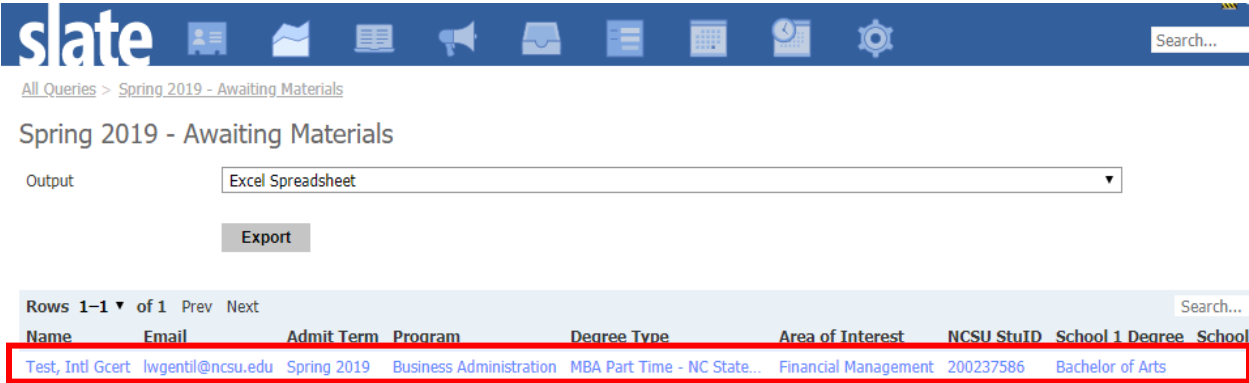 slate
Search...
All Queries > Spring 2019 - Awaiting Materials
Spring 2019 - Awaiting Materials
Output Excel Spreadsheet
Export
Rows 1–1 of 1 Prev Next Search...
Name Email Admit Term Program Degree Type Area of Interest NCSU StuID School 1 Degree School
Test, Intl Gcert lwgentil@ncsu.edu Spring 2019 Business Administration MBA Part Time - NC State... Financial Management 200237586 Bachelor of Arts